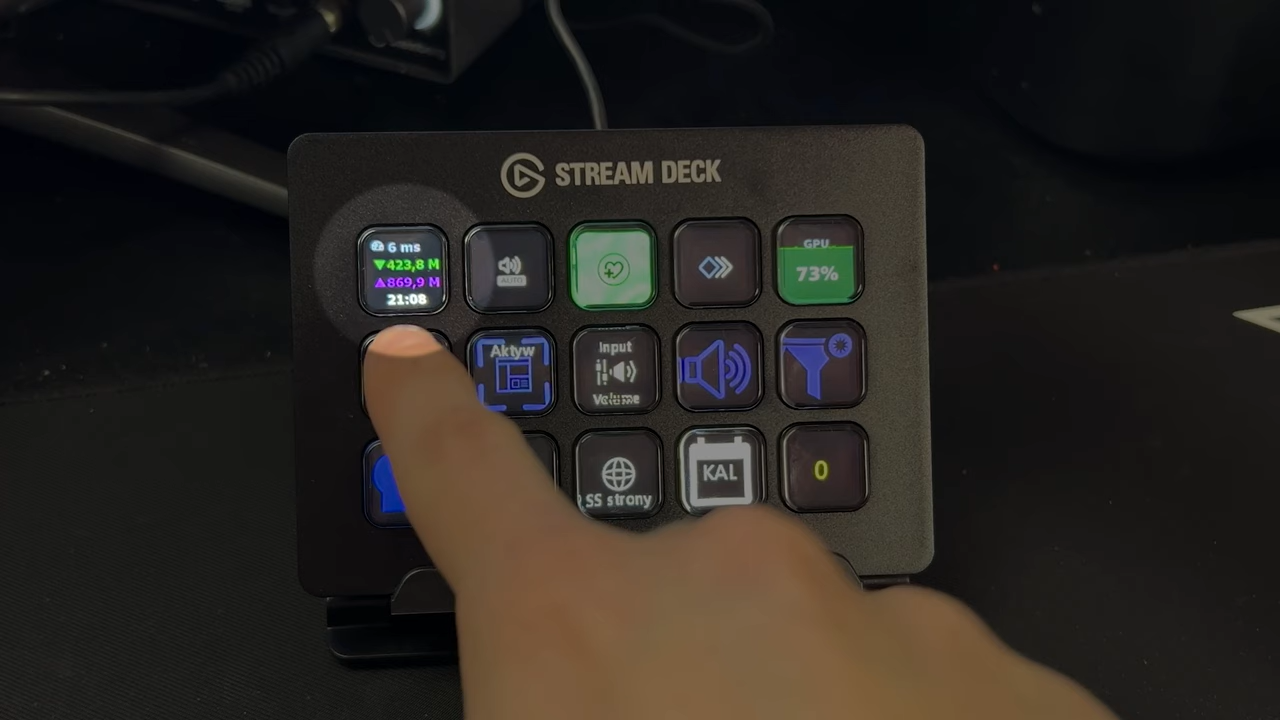 STREAM DECK
6 ms
▼423,8 M
▲869,9 M
21:08
AUTO
GPU
73%
Aktyw
Input
Volume
SS strony
KAL
0